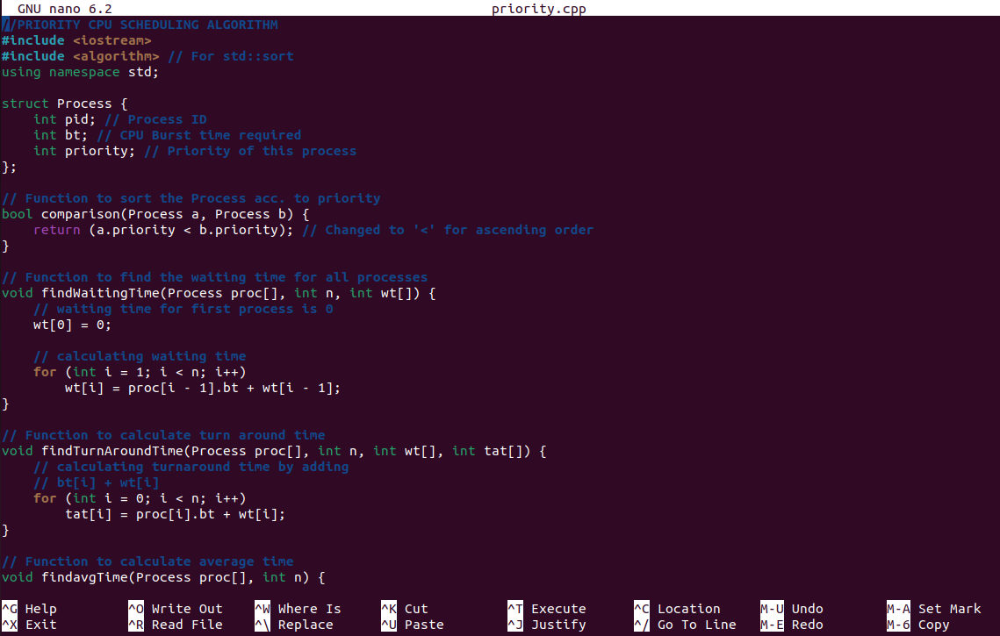 GNU nano 6.2 priority.cpp
//PRIORITY CPU SCHEDULING ALGORITHM
#include <iostream>
#include <algorithm> // For std::sort
using namespace std;

struct Process {
    int pid; // Process ID
    int bt; // CPU Burst time required
    int priority; // Priority of this process
};

// Function to sort the Process acc. to priority
bool comparison(Process a, Process b) {
    return (a.priority < b.priority); // Changed to '<' for ascending order
}

// Function to find the waiting time for all processes
void findWaitingTime(Process proc[], int n, int wt[]) {
    // waiting time for first process is 0
    wt[0] = 0;

    // calculating waiting time
    for (int i = 1; i < n; i++)
        wt[i] = proc[i - 1].bt + wt[i - 1];
}

// Function to calculate turn around time
void findTurnAroundTime(Process proc[], int n, int wt[], int tat[]) {
    // calculating turnaround time by adding
    // bt[i] + wt[i]
    for (int i = 0; i < n; i++)
        tat[i] = proc[i].bt + wt[i];
}

// Function to calculate average time
void findavgTime(Process proc[], int n) {

^G Help ^O Write Out ^W Where Is ^K Cut ^T Execute ^C Location M-U Undo M-A Set Mark
^X Exit ^R Read File ^\ Replace ^U Paste ^J Justify ^/ Go To Line M-E Redo M-6 Copy